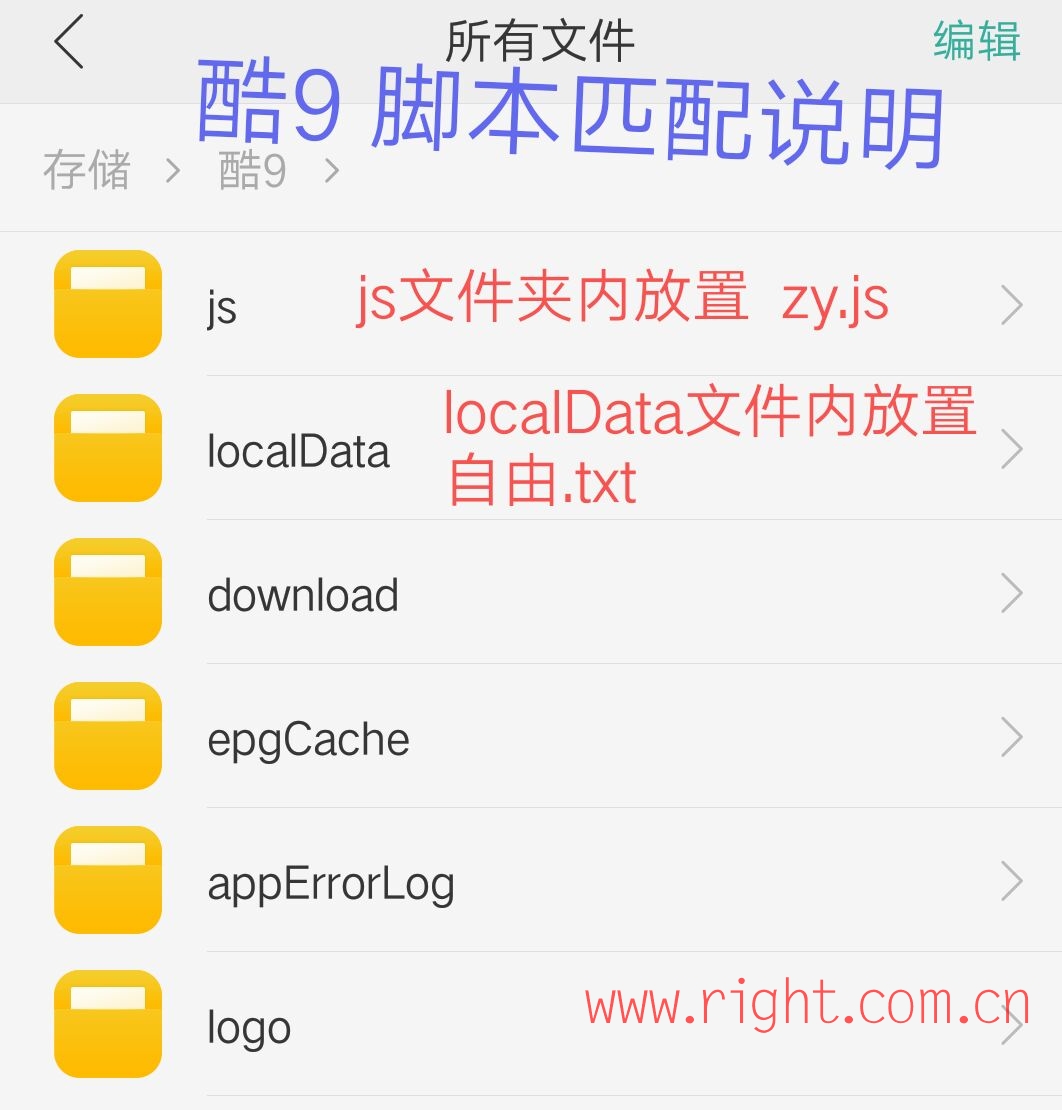 所有文件
编辑
酷9 脚本匹配说明
存储 > 酷9 >
js
js文件夹内放置 zy.js
localData
localData文件内放置
自由.txt
download
epgCache
appErrorLog
logo
www.right.com.cn